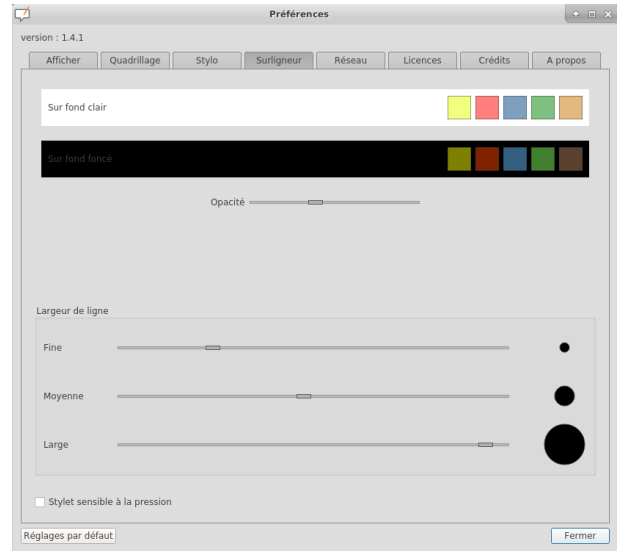 Préférences
version : 1.4.1
Afficher Quadrillage Stylo Surligneur Réseau Licences Crédits A propos
Sur fond clair
Sur fond foncé
Opacité
Largeur de ligne
Fine
Moyenne
Large
Stylet sensible à la pression
Réglages par défaut Fermer